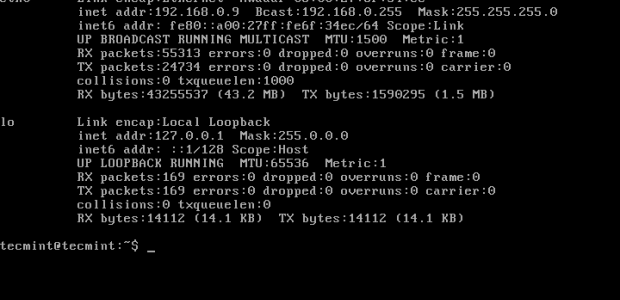 inet addr:192.168.0.9  Bcast:192.168.0.255  Mask:255.255.255.0
inet6 addr: fe80::a00:27ff:fe6f:34ec/64 Scope:Link
UP BROADCAST RUNNING MULTICAST  MTU:1500  Metric:1
RX packets:55313 errors:0 dropped:0 overruns:0 frame:0
TX packets:24734 errors:0 dropped:0 overruns:0 carrier:0
collisions:0 txqueuelen:1000
RX bytes:43255537 (43.2 MB)  TX bytes:1590295 (1.5 MB)
lo        Link encap:Local Loopback
inet addr:127.0.0.1  Mask:255.0.0.0
inet6 addr: ::1/128 Scope:Host
UP LOOPBACK RUNNING  MTU:65536  Metric:1
RX packets:169 errors:0 dropped:0 overruns:0 frame:0
TX packets:169 errors:0 dropped:0 overruns:0 carrier:0
collisions:0 txqueuelen:0
RX bytes:14112 (14.1 KB)  TX bytes:14112 (14.1 KB)
tecmint@tecmint:~$ _